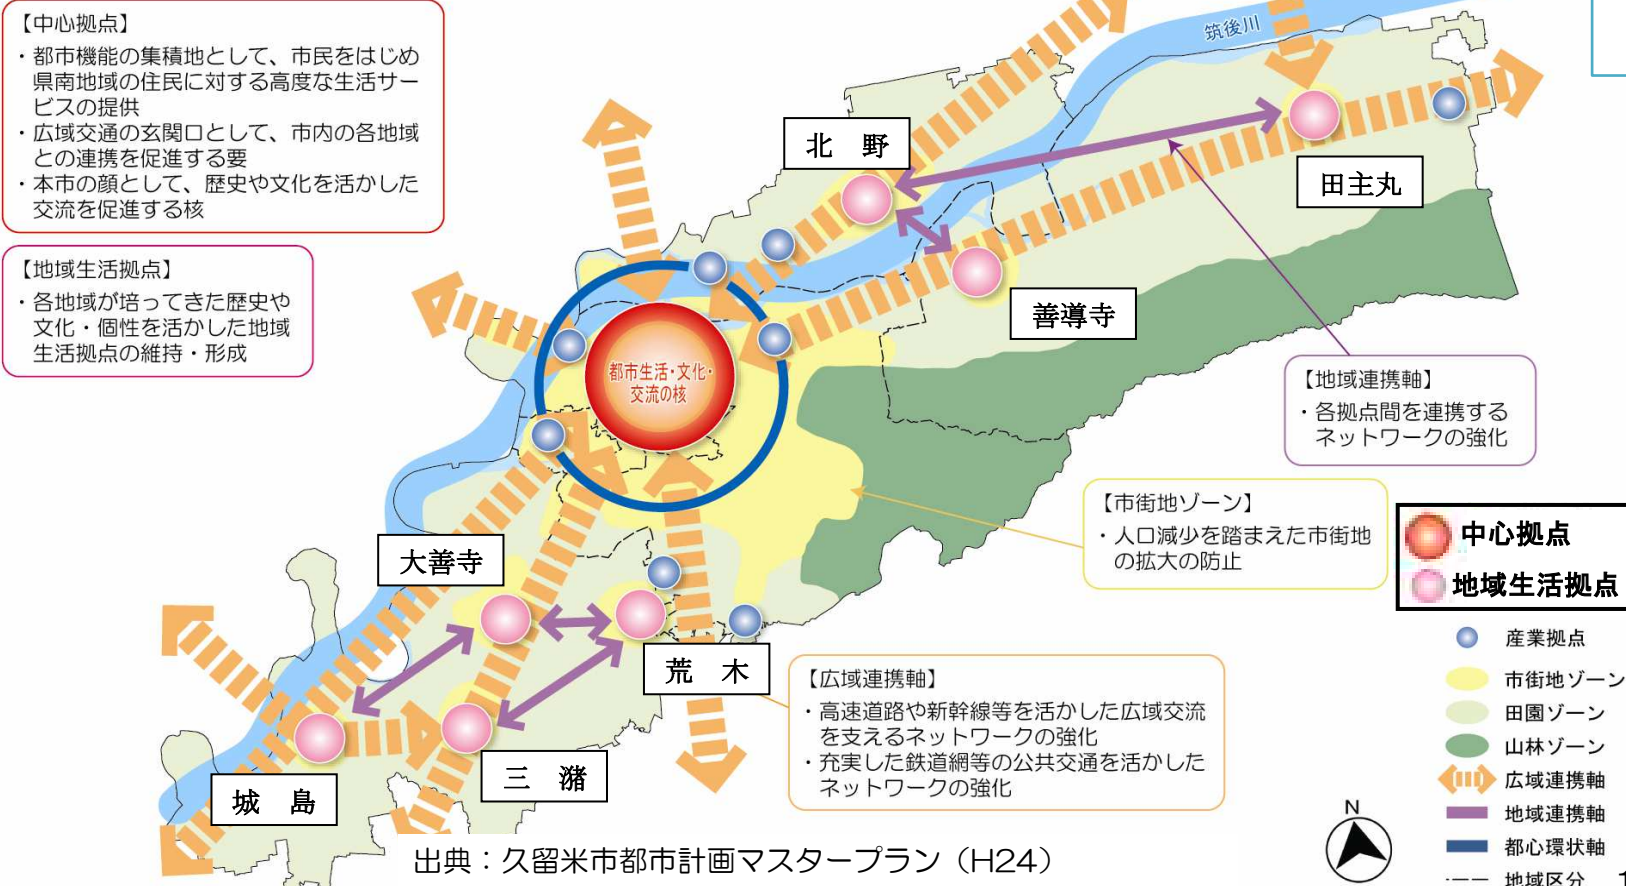 【中心拠点】
・都市機能の集積地として、市民をはじめ
県南地域の住民に対する高度な生活サー
ビスの提供
・広域交通の玄関口として、市内の各地域
との連携を促進する要
・本市の顔として、歴史や文化を活かした
交流を促進する核
【地域生活拠点】
・各地域が培ってきた歴史や
文化・個性を活かした地域
生活拠点の維持・形成
筑後川
北 野
田主丸
善導寺
都市生活・文化・
交流の核
【地域連携軸】
・各拠点間を連携する
ネットワークの強化
【市街地ゾーン】
・人口減少を踏まえた市街地
の拡大の防止
大善寺
荒 木
三 潴
城 島
【広域連携軸】
・高速道路や新幹線等を活かした広域交流
を支えるネットワークの強化
・充実した鉄道網等の公共交通を活かした
ネットワークの強化
中心拠点
地域生活拠点
産業拠点
市街地ゾーン
田園ゾーン
山林ゾーン
広域連携軸
地域連携軸
都心環状軸
地域区分
N
出典：久留米市都市計画マスタープラン（H24）